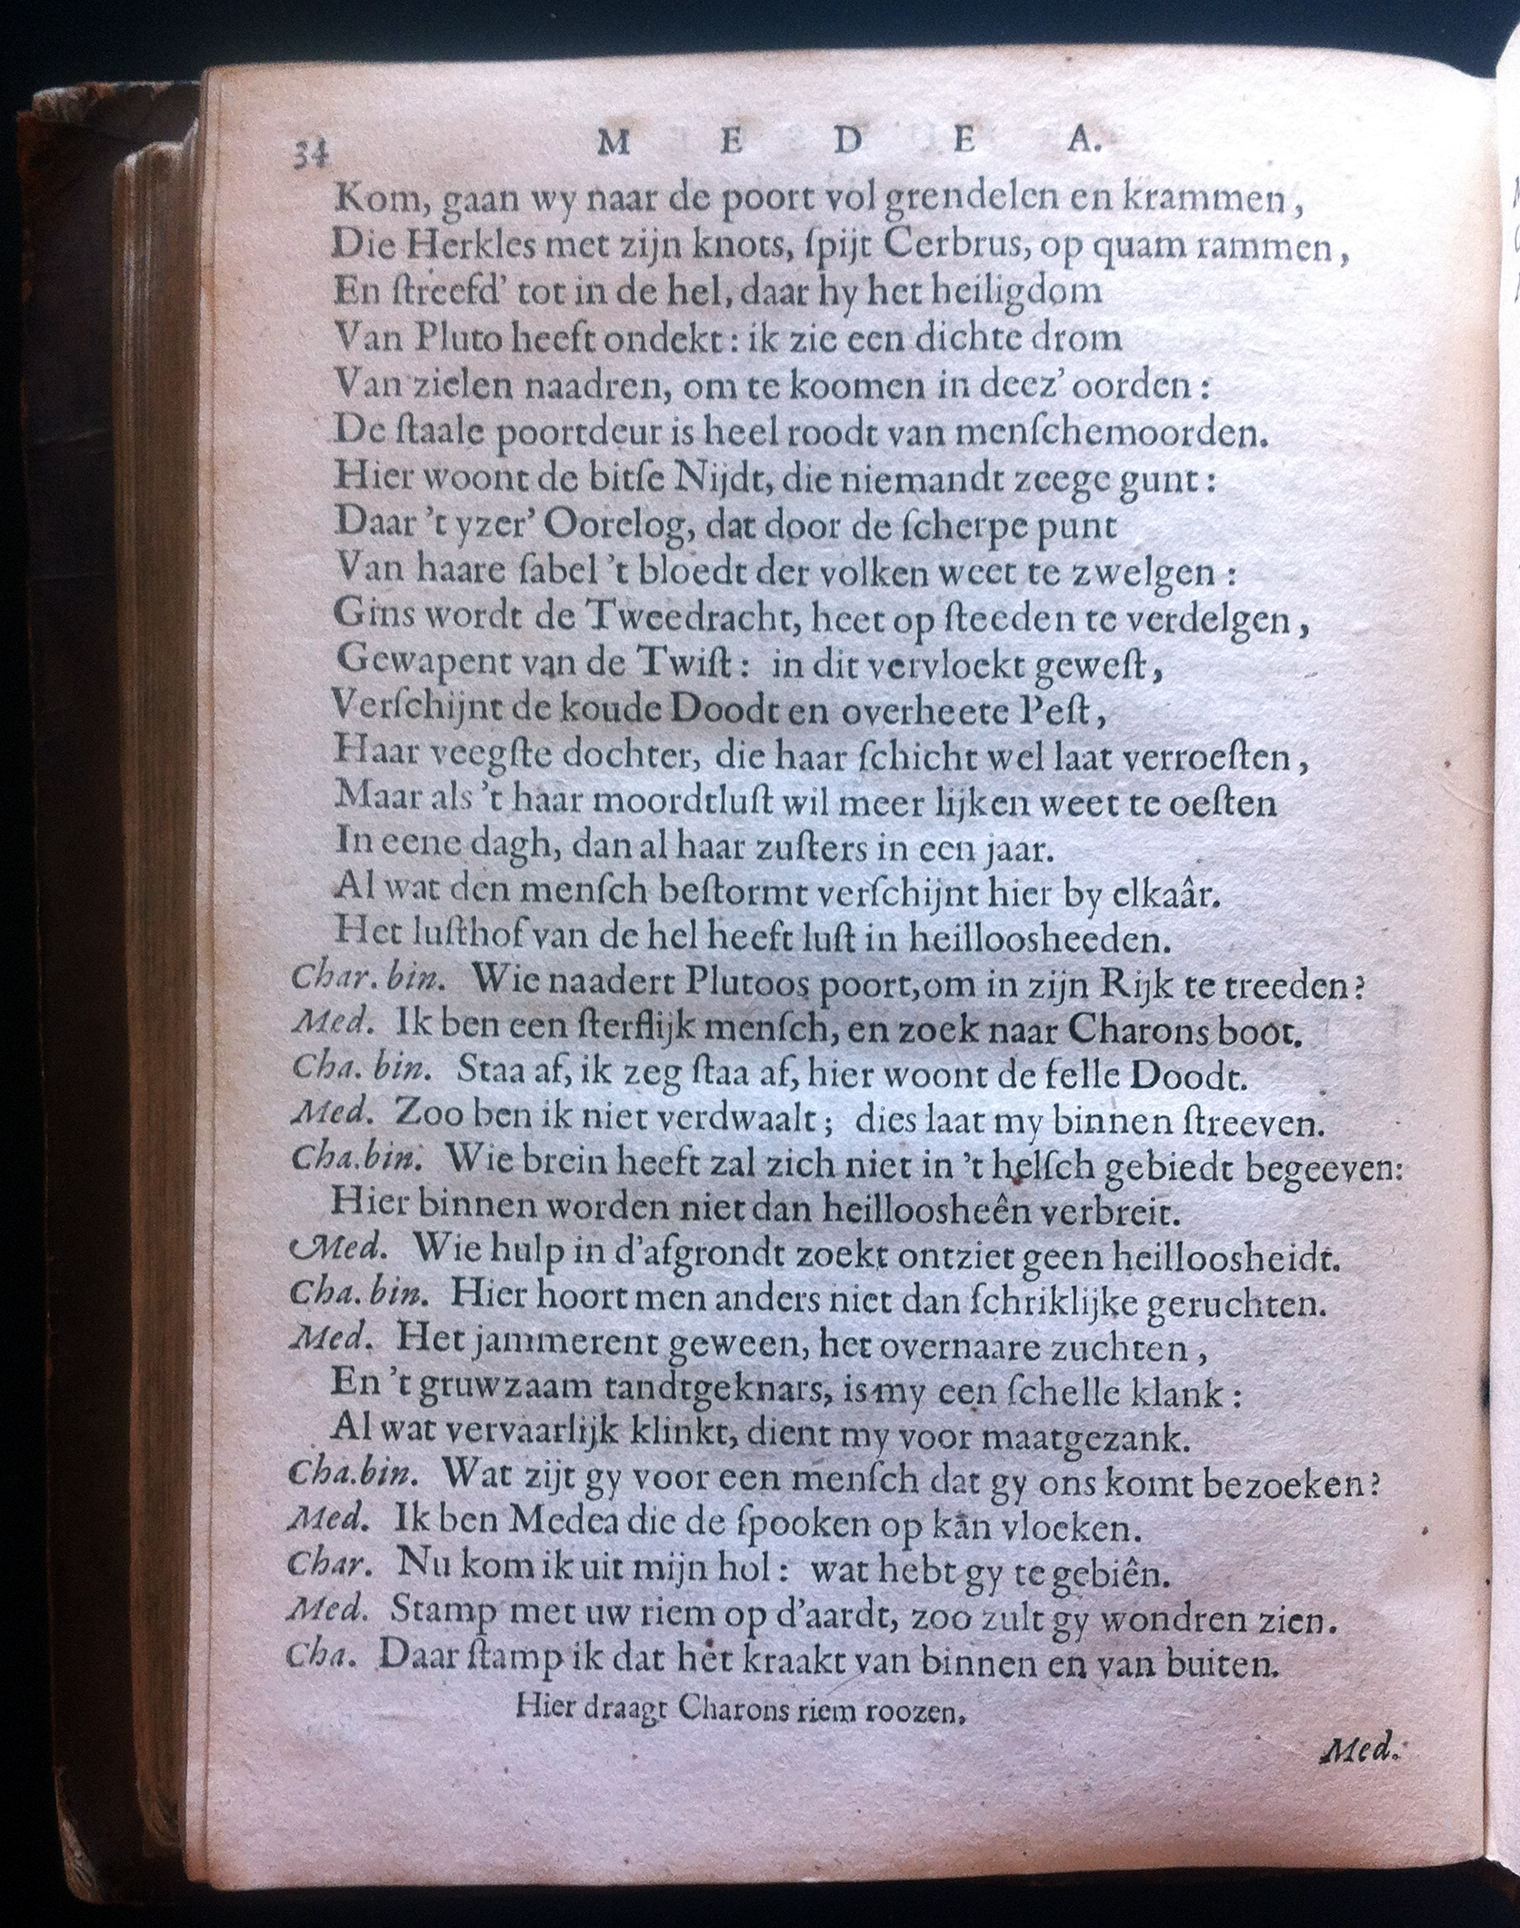 34 M E D E A.
Kom, gaan wy naar de poort vol grendelen en krammen,
Die Herkles met zijn knots, ſpijt Cerbrus, op quam rammen,
En ſtreefd' tot in de hel, daar hy het heiligdom
Van Pluto heeft ondekt: ik zie een dichte drom
Van zielen naadren, om te koomen in deez' oorden:
De ſtaale poortdeur is heel roodt van menſchemoorden.
Hier woont de bitſe Nijdt, die niemandt zeege gunt:
Daar 't yzer' Oorelog, dat door de ſcherpe punt
Van haare ſabel 't bloedt der volken weet te zwelgen:
Gins wordt de Tweedracht, heet op ſteeden te verdelgen,
Gewapent van de Twiſt: in dit vervloekt geweſt,
Verſchijnt de koude Doodt en overheete Peſt,
Haar veegſte dochter, die haar ſchicht wel laat verroeſten,
Maar als 't haar moordtluſt wil meer lijken weet te oeſten
In eene dagh, dan al haar zuſters in een jaar.
Al wat den menſch beſtormt verſchijnt hier by elkaâr.
Het luſthof van de hel heeft luſt in heilloosheeden.
Char. bin. Wie naadert Plutoos poort, om in zijn Rijk te treeden?
Med. Ik ben een ſterflijk menſch, en zoek naar Charons boot.
Cha. bin. Staa af, ik zeg ſtaa af, hier woont de felle Doodt.
Med. Zoo ben ik niet verdwaalt; dies laat my binnen ſtreeven.
Cha. bin. Wie brein heeft zal zich niet in 't helſch gebiedt begeeven:
Hier binnen worden niet dan heilloosheên verbreit.
Med. Wie hulp in d'afgrondt zoekt ontziet geen heilloosheidt.
Cha. bin. Hier hoort men anders niet dan ſchriklijke geruchten.
Med. Het jammerent geween, het overnaare zuchten,
En 't gruwzaam tandtgeknars, is my een ſchelle klank:
Al wat vervaarlijk klinkt, dient my voor maatgezank.
Cha. bin. Wat zijt gy voor een menſch dat gy ons komt bezoeken?
Med. Ik ben Medea die de ſpooken op kân vloeken.
Char. Nu kom ik uit mijn hol: wat hebt gy te gebiên.
Med. Stamp met uw riem op d'aardt, zoo zult gy wondren zien.
Cha. Daar ſtamp ik dat het kraakt van binnen en van buiten.
Hier draagt Charons riem roozen.
Med.